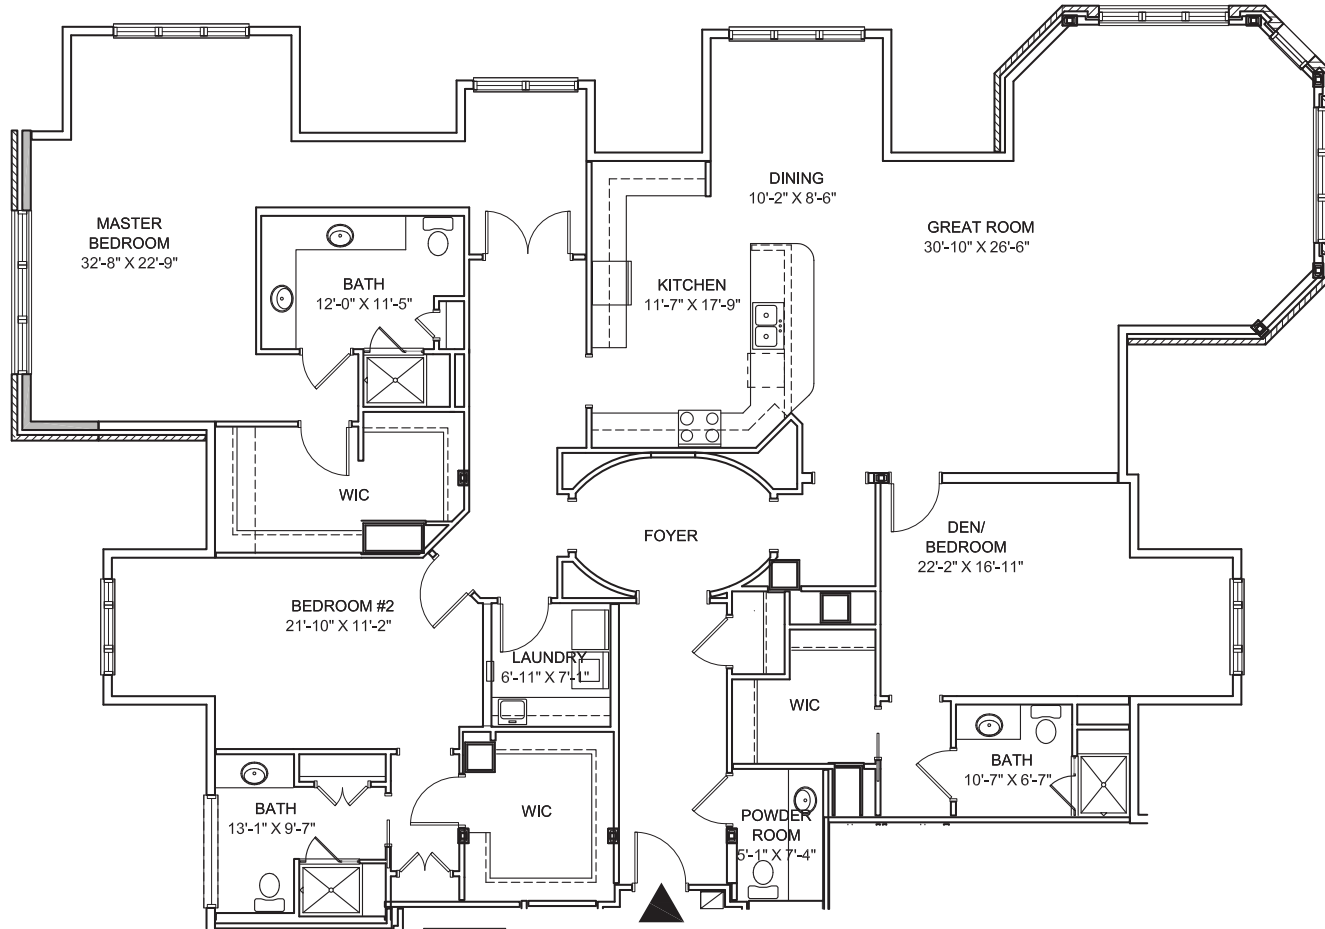 MASTER
BEDROOM
32'-8" X 22'-9"
BATH
12'-0" X 11'-5"
DINING
10'-2" X 8'-6"
KITCHEN
11'-7" X 17'-9"
GREAT ROOM
30'-10" X 26'-6"
WIC
FOYER
DEN/
BEDROOM
22'-2" X 16'-11"
BEDROOM #2
21'-10" X 11'-2"
LAUNDRY
6'-11" X 7'-1"
WIC
BATH
10'-7" X 6'-7"
BATH
13'-1" X 9'-7"
WIC
POWDER
ROOM
5'-1" X 7'-4"